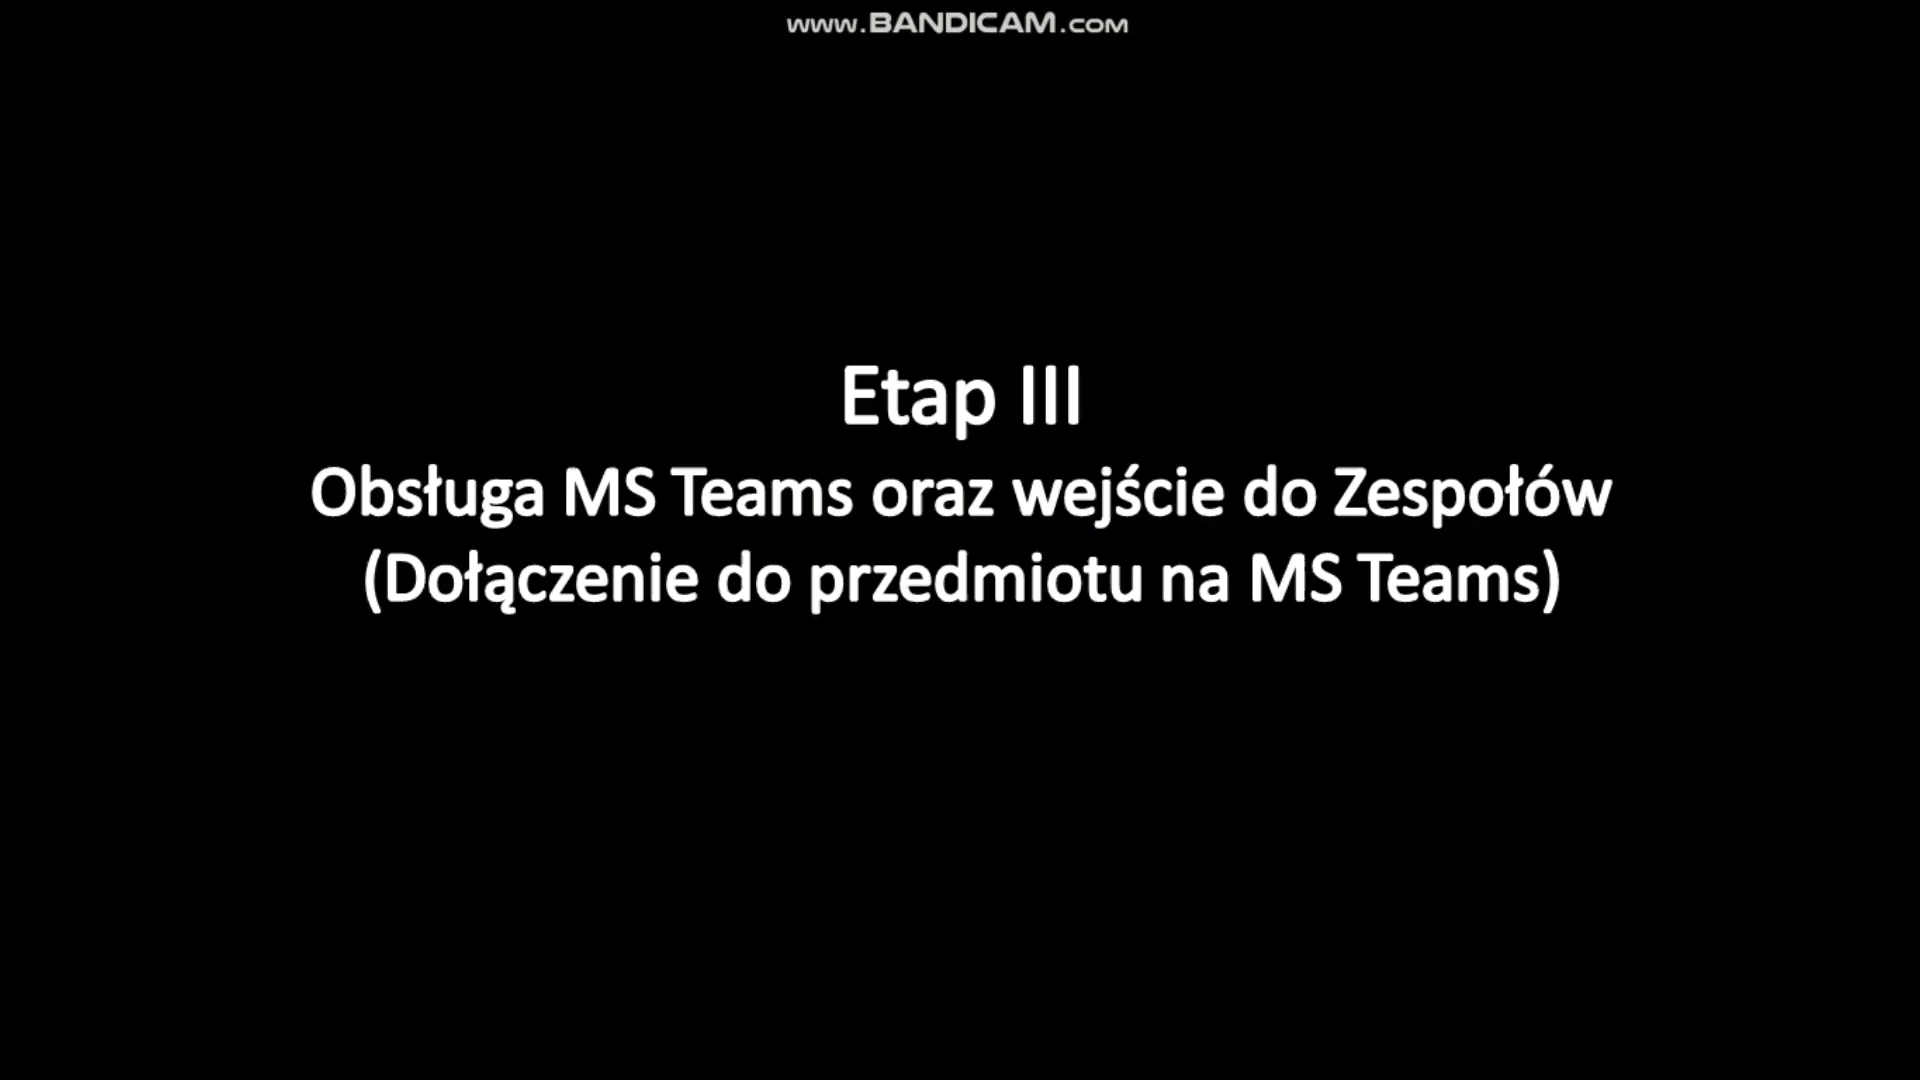 www.BANDICAM.com
Etap III
Obsługa MS Teams oraz wejście do Zespołów
(Dołączenie do przedmiotu na MS Teams)